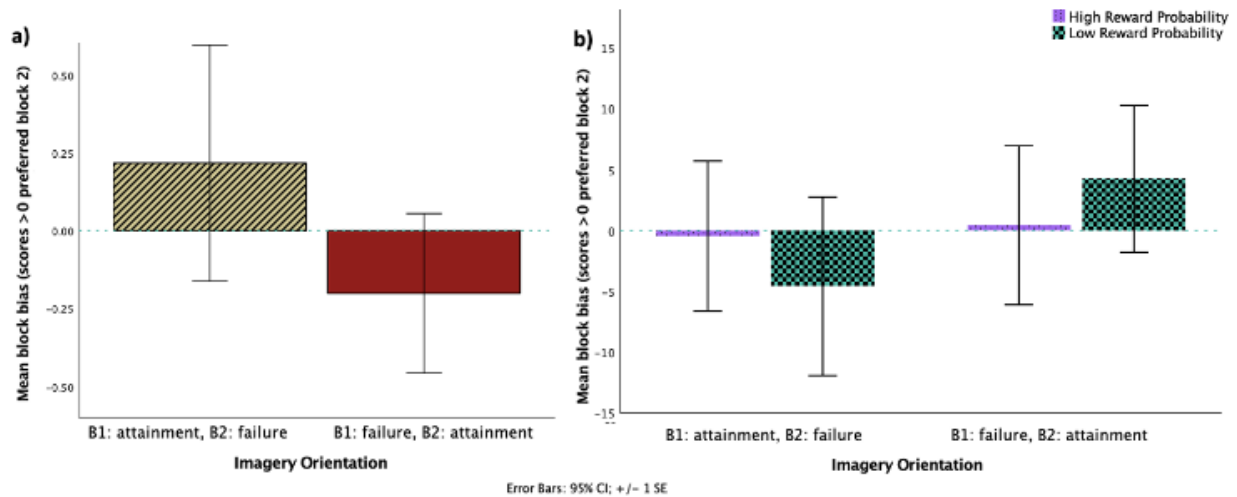 a)
Mean block bias (scores > 0 preferred block 2)
0.50
0.25
0.00
-0.25
-0.50
B1: attainment, B2: failure
B1: failure, B2: attainment
Imagery Orientation
b)
High Reward Probability
Low Reward Probability
Mean block bias (scores > 0 preferred block 2)
15
10
5
0
-5
-10
-15
B1: attainment, B2: failure
B1: failure, B2: attainment
Imagery Orientation
Error Bars: 95% CI; +/- 1 SE